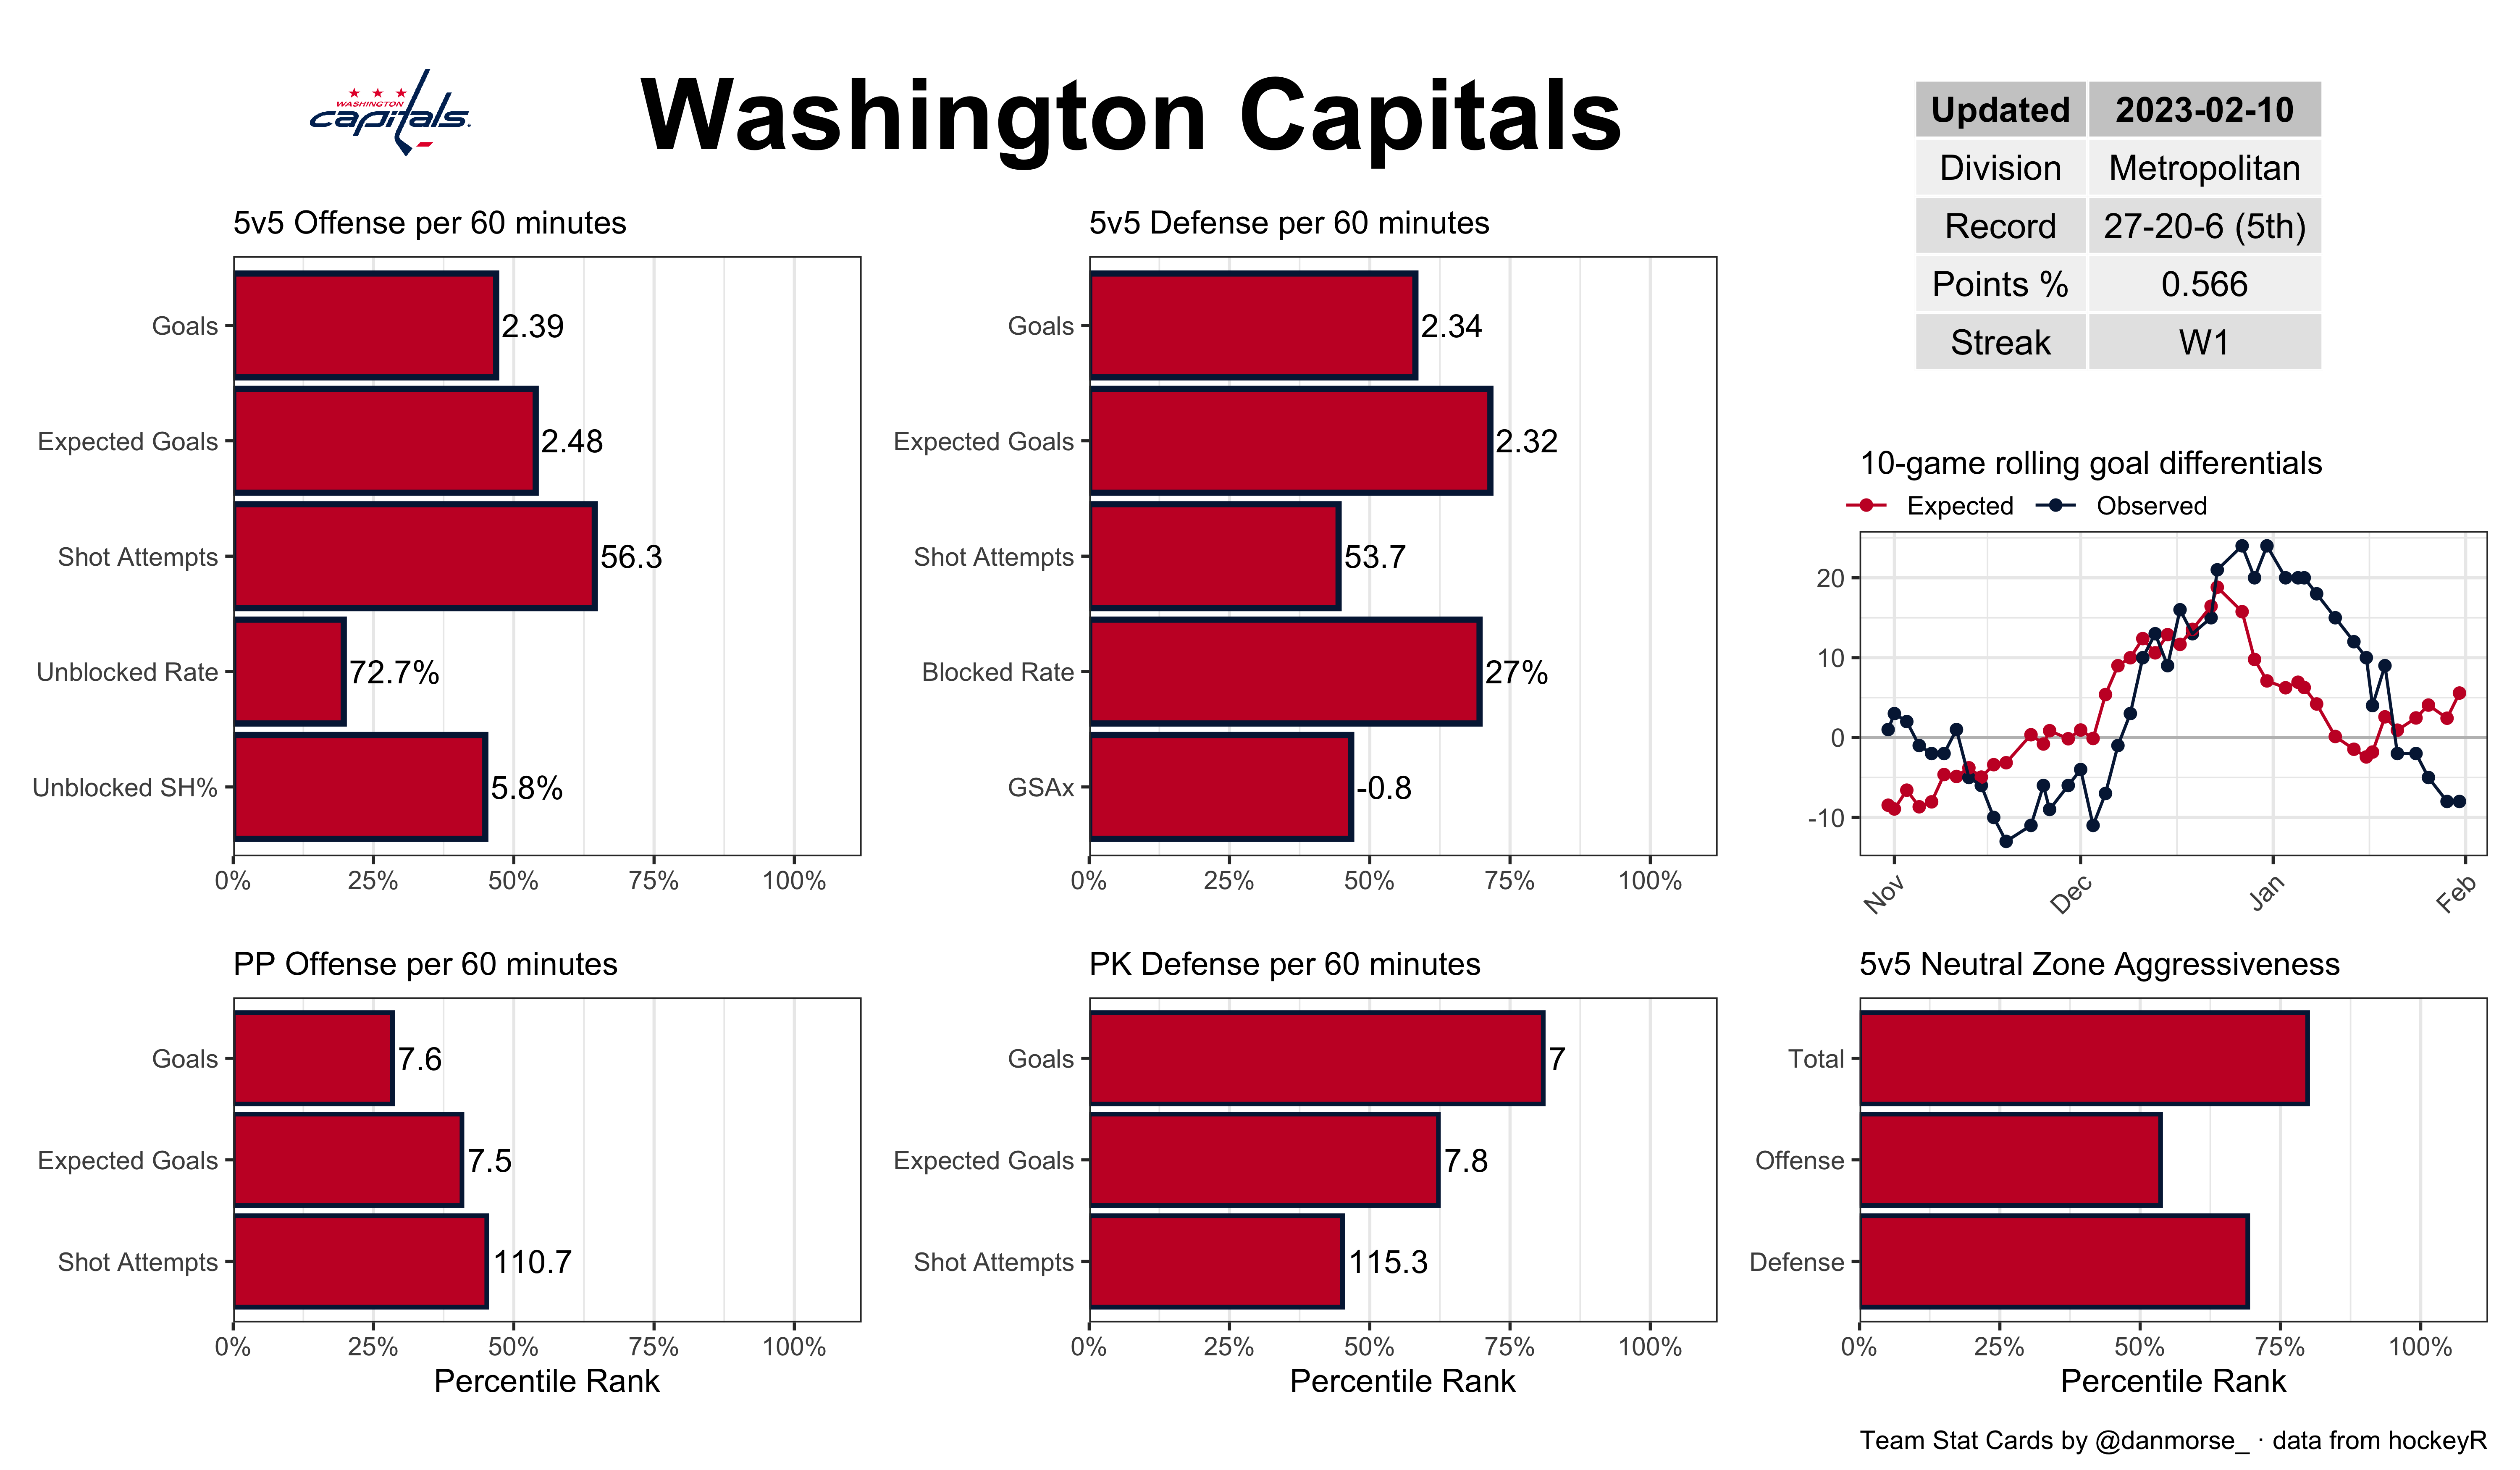 WASHINGTON
capitals
Washington Capitals
Updated 2023-02-10
Division Metropolitan
Record 27-20-6 (5th)
Points % 0.566
Streak W1
5v5 Offense per 60 minutes
Goals 2.39
Expected Goals 2.48
Shot Attempts 56.3
Unblocked Rate 72.7%
Unblocked SH% 5.8%
0% 25% 50% 75% 100%
5v5 Defense per 60 minutes
Goals 2.34
Expected Goals 2.32
Shot Attempts 53.7
Blocked Rate 27%
GSAx -0.8
0% 25% 50% 75% 100%
10-game rolling goal differentials
Expected Observed
20
10
0
-10
Nov Dec Jan Feb
PP Offense per 60 minutes
Goals 7.6
Expected Goals 7.5
Shot Attempts 110.7
0% 25% 50% 75% 100%
Percentile Rank
PK Defense per 60 minutes
Goals 7
Expected Goals 7.8
Shot Attempts 115.3
0% 25% 50% 75% 100%
Percentile Rank
5v5 Neutral Zone Aggressiveness
Total
Offense
Defense
0% 25% 50% 75% 100%
Percentile Rank
Team Stat Cards by @danmorse_ · data from hockeyR